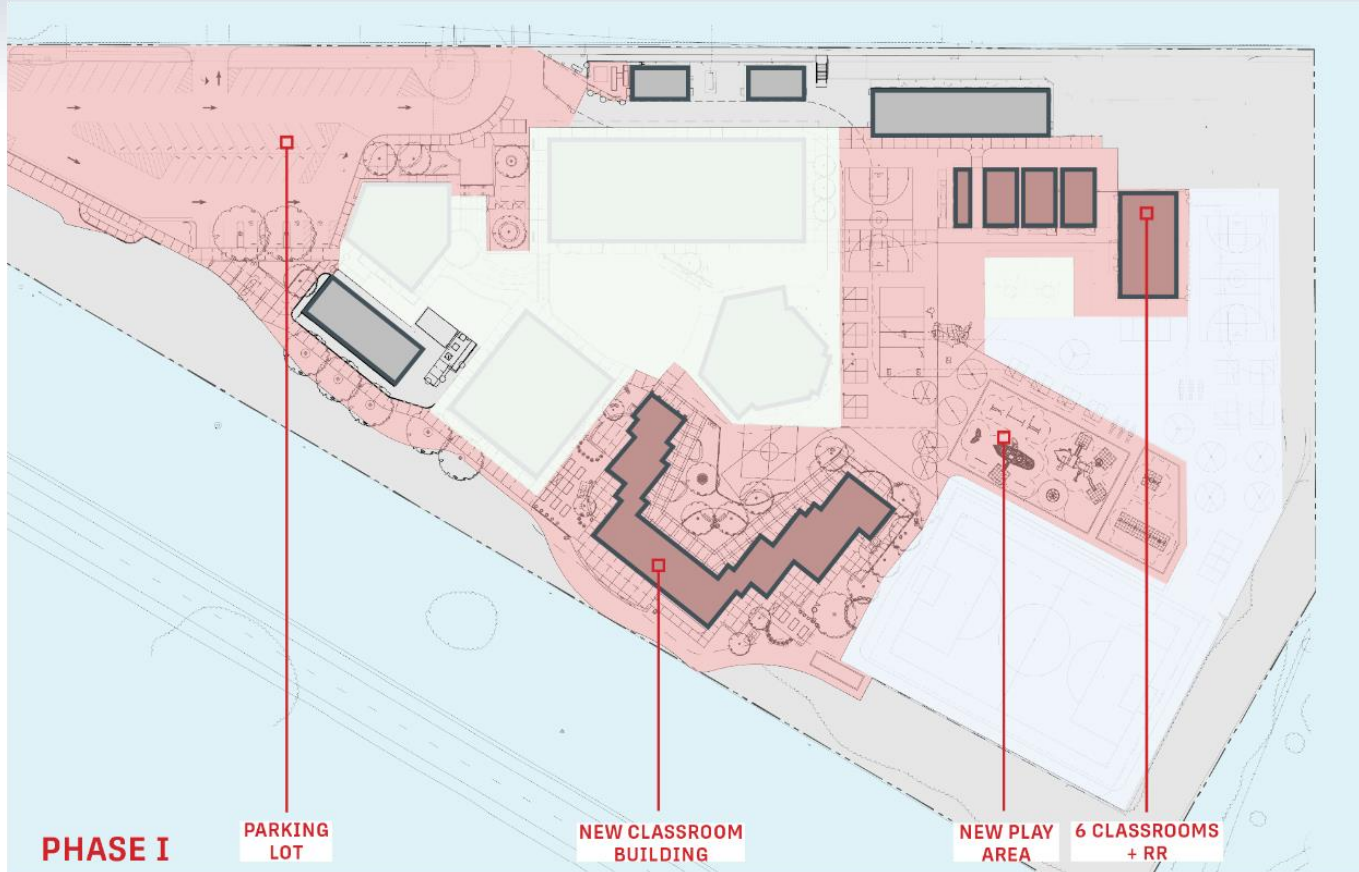 PHASE I
PARKING
LOT
NEW CLASSROOM
BUILDING
NEW PLAY
AREA
6 CLASSROOMS
+ RR